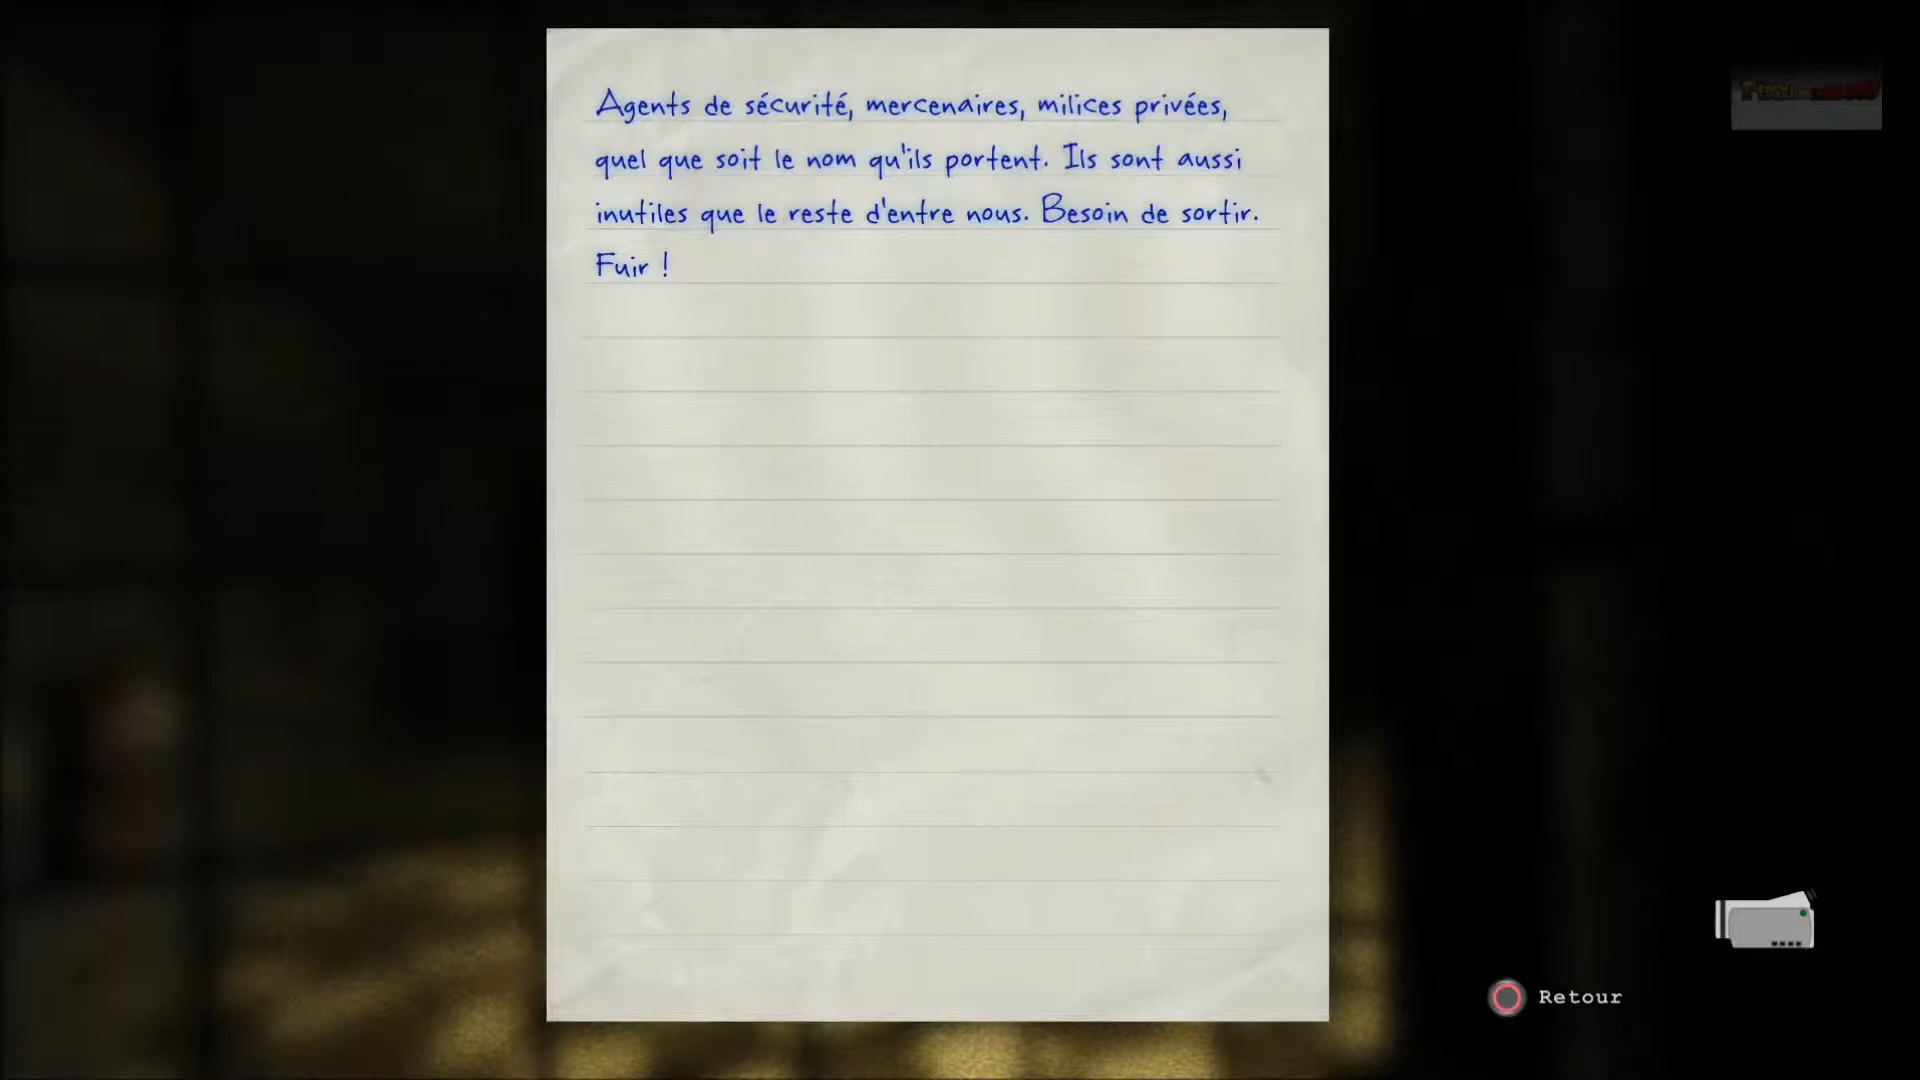 Agents de sécurité, mercenaires, milices privées,
quel que soit le nom qu'ils portent. Ils sont aussi
inutiles que le reste d'entre nous. Besoin de sortir.
Fuir !
Retour